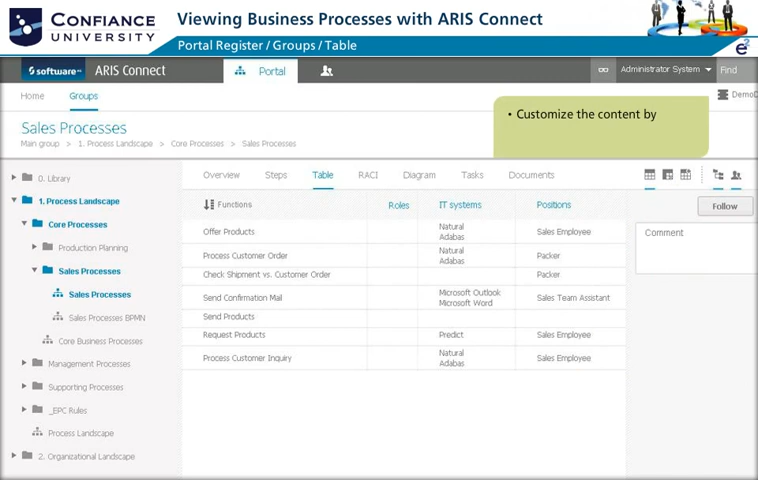 CONFIANCE
UNIVERSITY
Viewing Business Processes with ARIS Connect
Portal Register / Groups / Table
software AG
ARIS Connect
Portal
Administrator System
Find
Home
Groups
DemoD
• Customize the content by
Sales Processes
Main group > 1. Process Landscape > Core Processes > Sales Processes
0. Library
1. Process Landscape
Core Processes
Production Planning
Sales Processes
Sales Processes
Sales Processes BPMN
Core Business Processes
Management Processes
Supporting Processes
_EPC Rules
Process Landscape
2. Organizational Landscape
Overview Steps Table RACI Diagram Tasks Documents
Functions Roles IT systems Positions
Offer Products Natural Adabas Sales Employee
Process Customer Order Natural Adabas Packer
Check Shipment vs. Customer Order Packer
Send Confirmation Mail Microsoft Outlook Microsoft Word Sales Team Assistant
Send Products
Request Products Predict Sales Employee
Process Customer Inquiry Natural Adabas Sales Employee
Follow
Comment